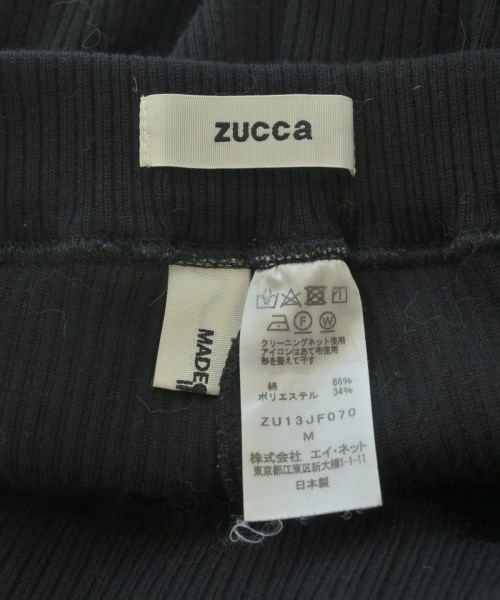 zucca
MADE
F
W
クリーニングネット使用
アイロンはあて布使用
形を整えて干す
綿 66%
ポリエステル 34%
ZU13JF070
M
株式会社 エイ・ネット
東京都江東区新大橋1-1-11
日本製